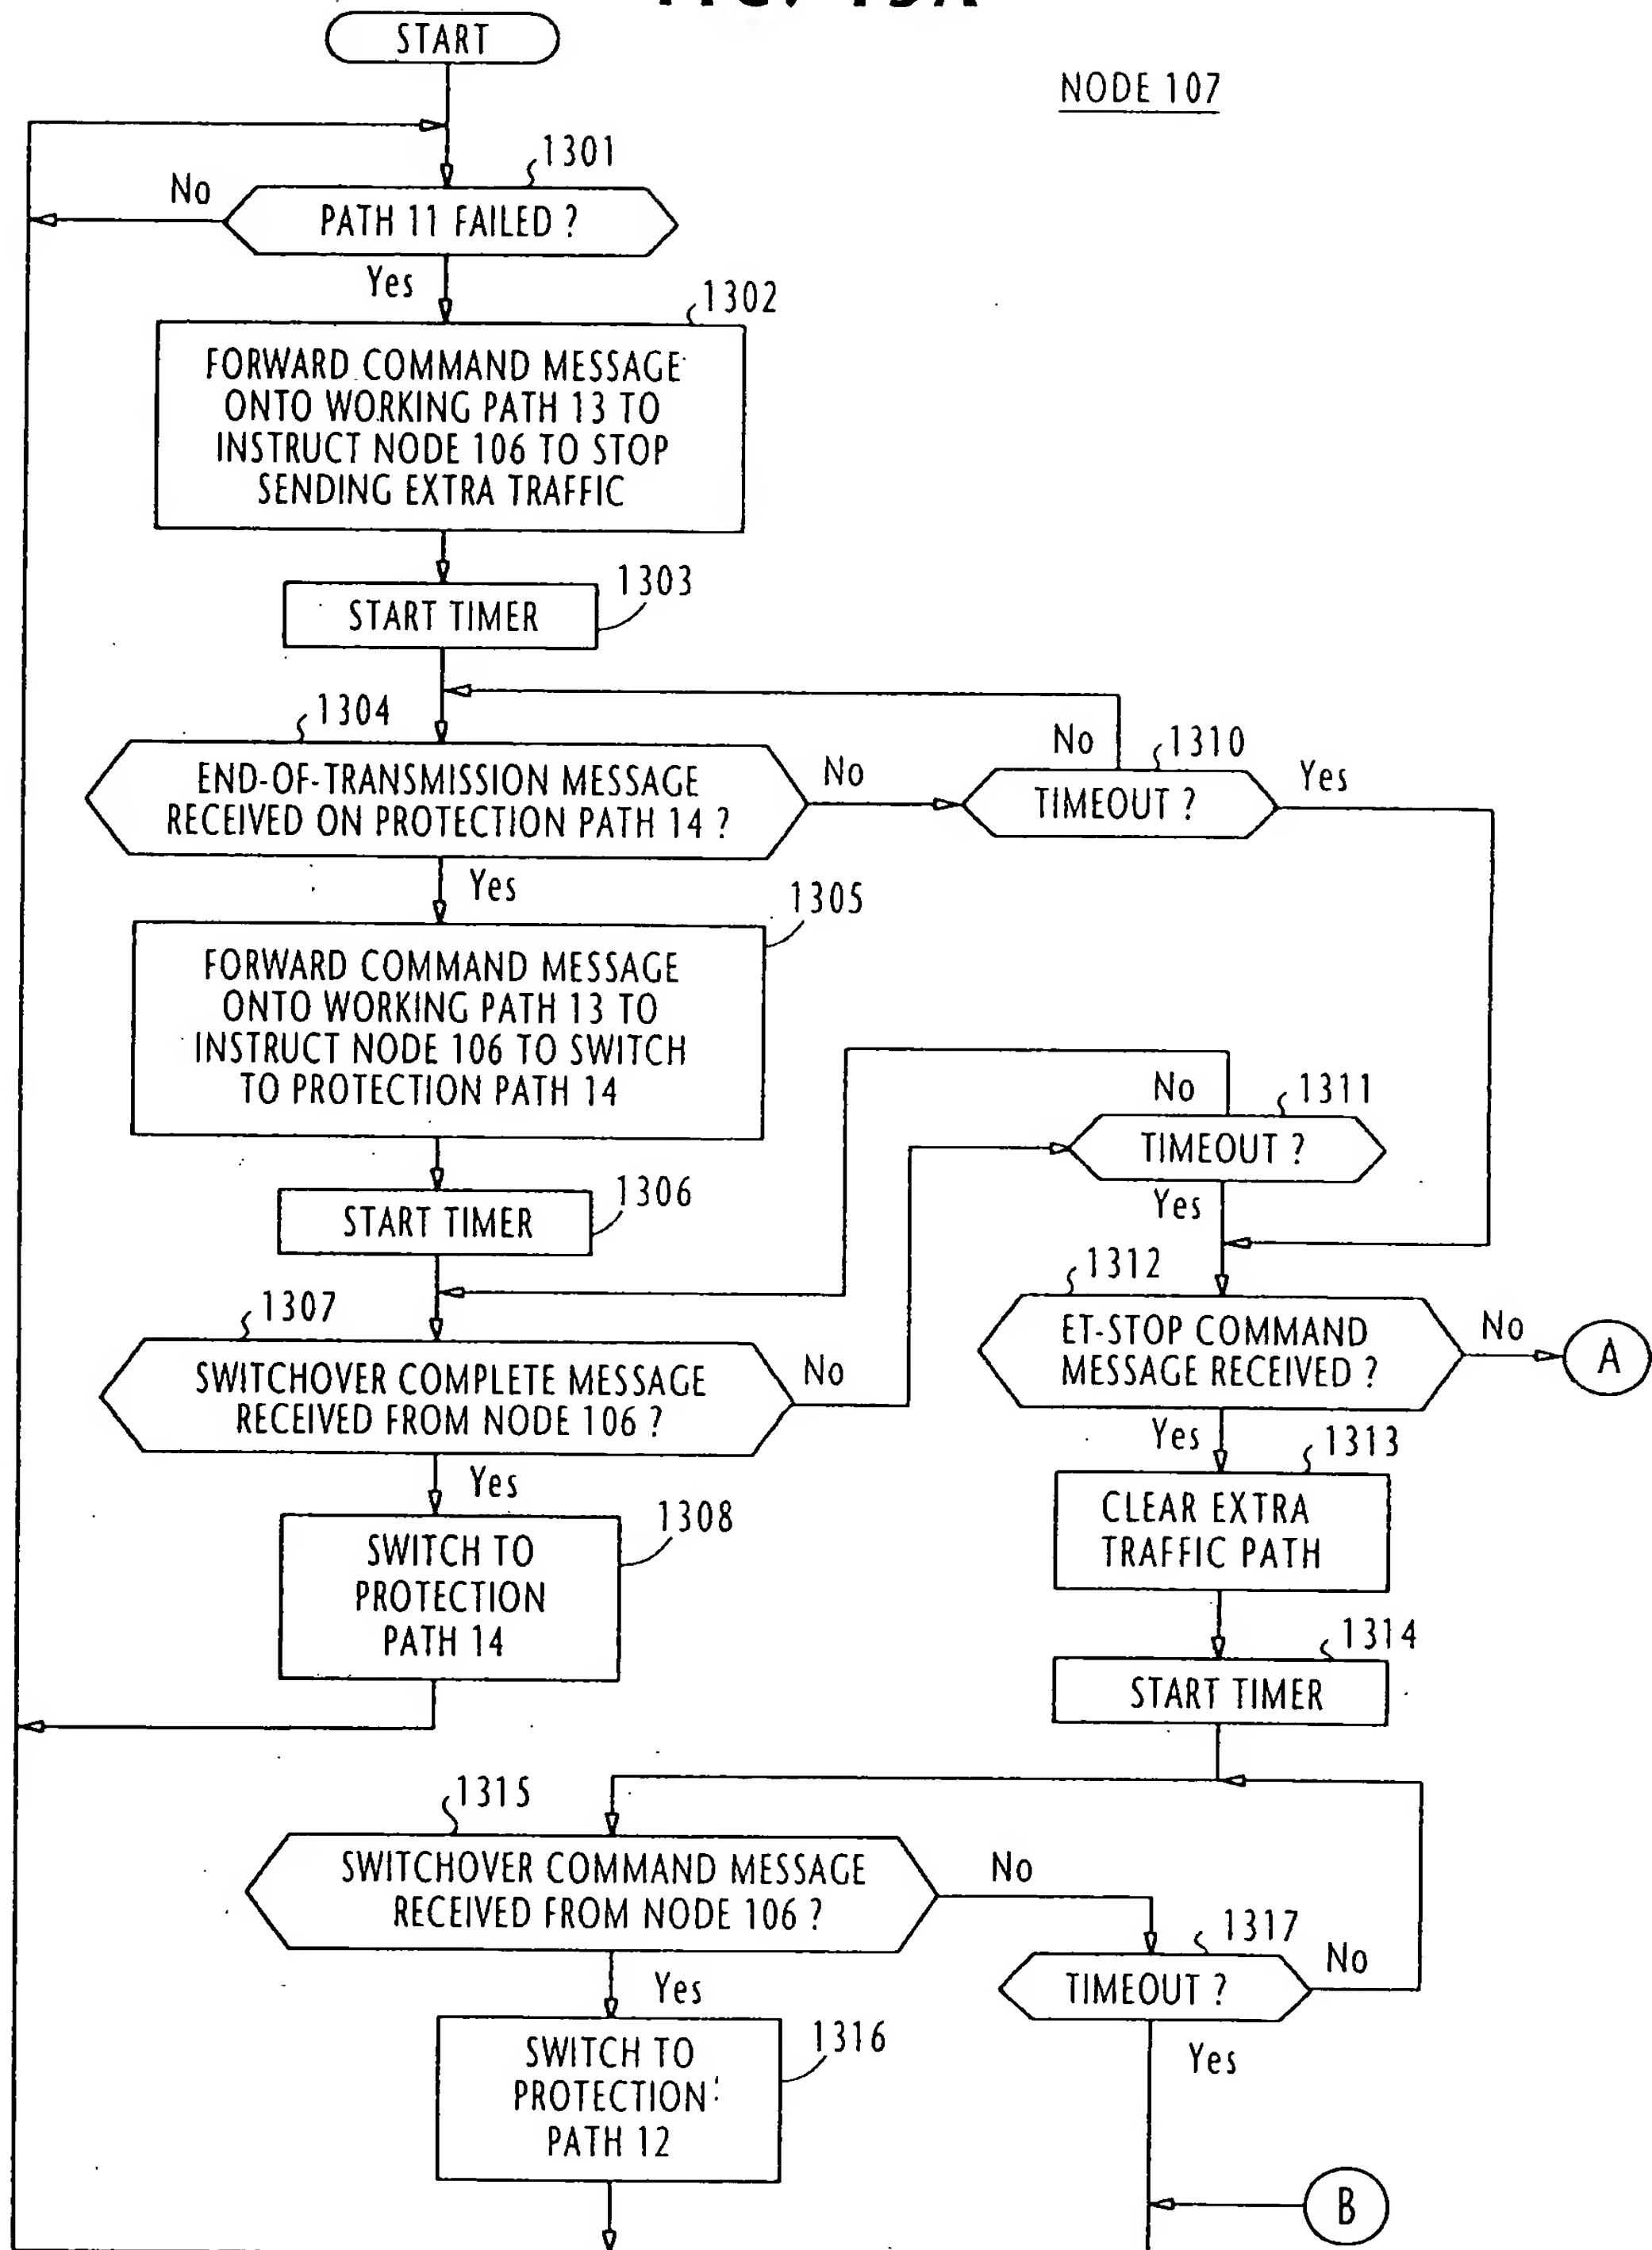 START
NODE 107
1301
No
PATH 11 FAILED ?
Yes
1302
FORWARD COMMAND MESSAGE
ONTO WORKING PATH 13 TO
INSTRUCT NODE 106 TO STOP
SENDING EXTRA TRAFFIC
1303
START TIMER
1304
END-OF-TRANSMISSION MESSAGE
RECEIVED ON PROTECTION PATH 14 ?
No
No
1310
TIMEOUT ?
Yes
Yes
1305
FORWARD COMMAND MESSAGE
ONTO WORKING PATH 13 TO
INSTRUCT NODE 106 TO SWITCH
TO PROTECTION PATH 14
No
1311
TIMEOUT ?
Yes
1306
START TIMER
1307
SWITCHOVER COMPLETE MESSAGE
RECEIVED FROM NODE 106 ?
No
1312
ET-STOP COMMAND
MESSAGE RECEIVED ?
No
A
Yes
1308
SWITCH TO
PROTECTION
PATH 14
Yes
1313
CLEAR EXTRA
TRAFFIC PATH
1314
START TIMER
1315
SWITCHOVER COMMAND MESSAGE
RECEIVED FROM NODE 106 ?
No
1317
TIMEOUT ?
No
Yes
Yes
1316
SWITCH TO
PROTECTION
PATH 12
B